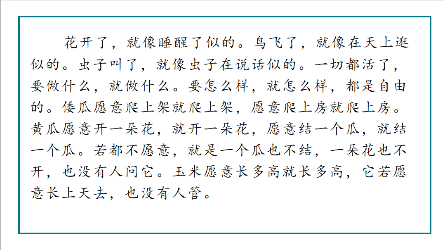 花开了，就像睡醒了似的。鸟飞了，就像在天上逛
似的。虫子叫了，就像虫子在说话似的。一切都活了，
要做什么，就做什么。要怎么样，就怎么样，都是自由
的。倭瓜愿意爬上架就爬上架，愿意爬上房就爬上房。
黄瓜愿意开一朵花，就开一朵花，愿意结一个瓜，就结
一个瓜。若都不愿意，就是一个瓜也不结，一朵花也不
开，也没有人问它。玉米愿意长多高就长多高，它若愿
意长上天去，也没有人管。